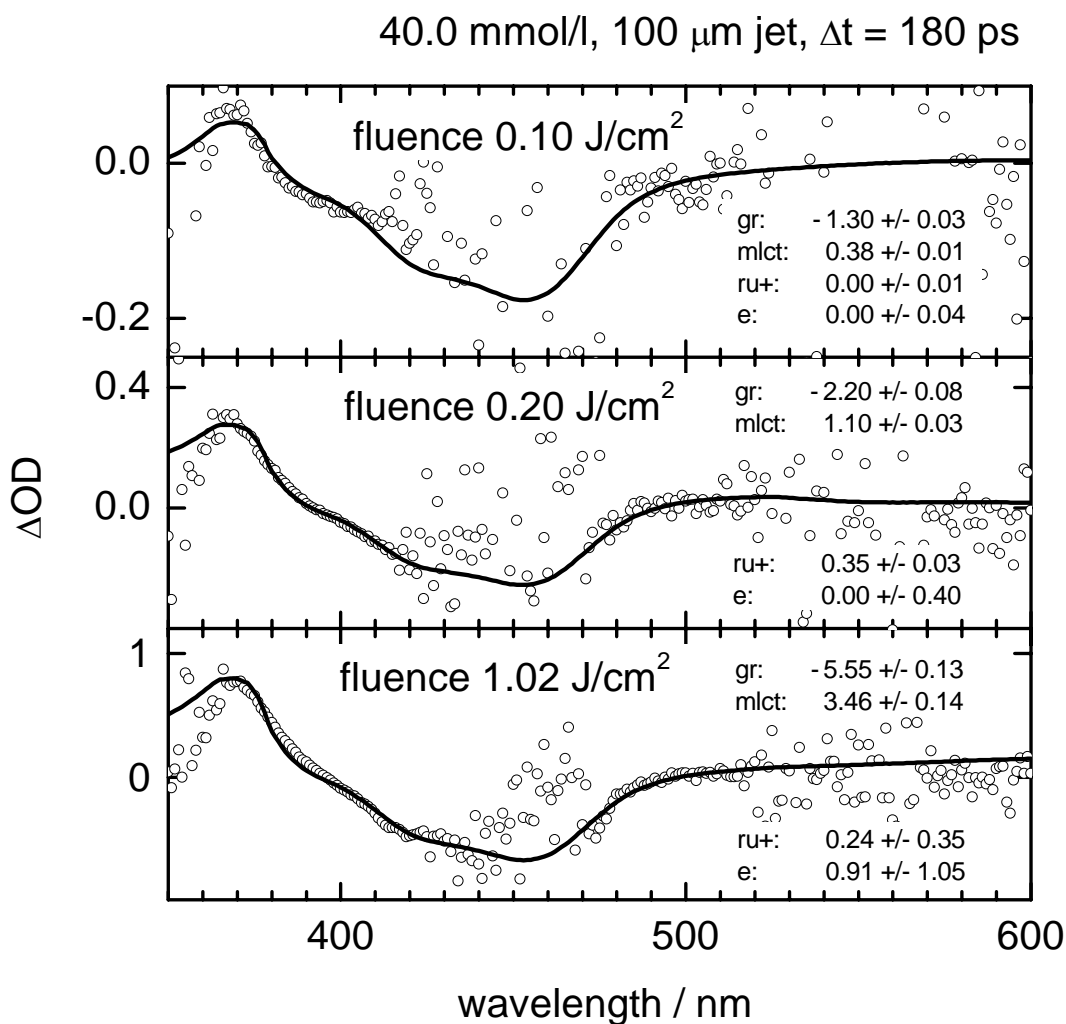 40.0 mmol/l, 100 μm jet, Δt = 180 ps
fluence 0.10 J/cm²
0.0
-0.2
gr: -1.30 +/- 0.03
mlct: 0.38 +/- 0.01
ru+: 0.00 +/- 0.01
e: 0.00 +/- 0.04
fluence 0.20 J/cm²
0.4
0.0
gr: -2.20 +/- 0.08
mlct: 1.10 +/- 0.03
ru+: 0.35 +/- 0.03
e: 0.00 +/- 0.40
ΔOD
fluence 1.02 J/cm²
1
0
gr: -5.55 +/- 0.13
mlct: 3.46 +/- 0.14
ru+: 0.24 +/- 0.35
e: 0.91 +/- 1.05
400 500 600
wavelength / nm